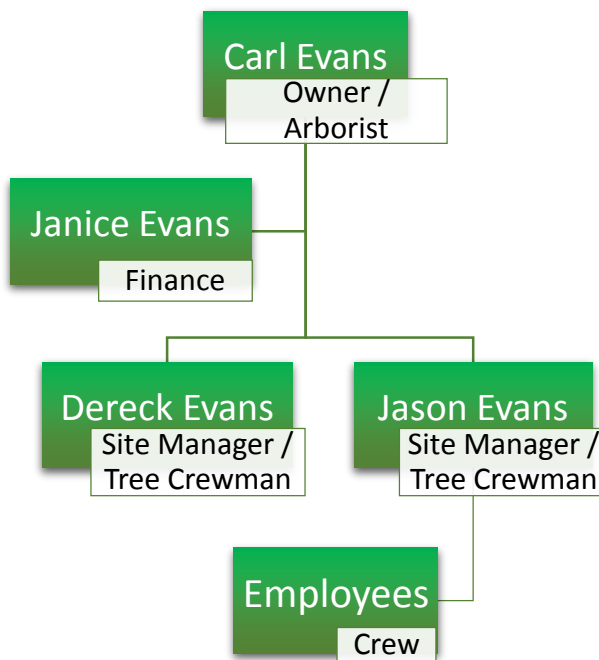 Carl Evans
Owner /
Arborist
Janice Evans
Finance
Dereck Evans
Site Manager /
Tree Crewman
Jason Evans
Site Manager /
Tree Crewman
Employees
Crew